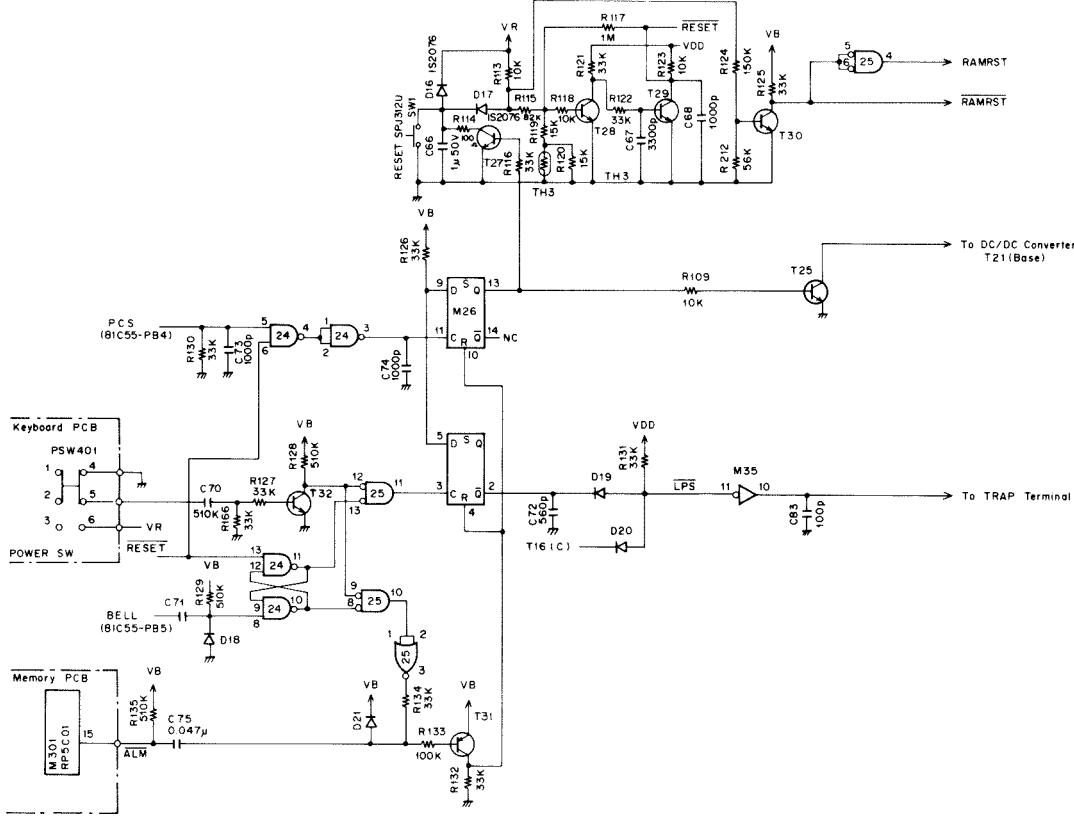 VR
R117
1M
RESET
VDD
VB
D16 IS2076
R113
10K
D17
IS2076
R115
82K
R118
10K
R119
15K
R121
33K
T28
R122
33K
R123
10K
T29
C67
3300p
C68
1000p
R124
150K
R125
33K
T30
R212
56K
5
6
25
4
RAMRST
RAMRST
RESET SPJ312U
SW1
C66
1μ 50V
R114
100
T27
R116
33K
R120
15K
TH3
TH3
VB
R126
33K
9
D
S
Q
13
M26
11
C
R
Q
14
NC
10
R109
10K
T25
To DC/DC Converter
T21 (Base)
PCS
(81C55-PB4)
R130
33K
C73
1000p
5
6
24
4
1
2
24
3
C74
1000p
Keyboard PCB
PSW401
1
4
2
5
3
6
VR
POWER SW
RESET
C70
510K
R166
33K
R127
33K
VB
R128
510K
T32
12
13
25
11
5
D
S
Q
3
C
R
Q
2
4
C72
560p
D19
VDD
R131
33K
LPS
T16 (C)
D20
M35
11
10
C83
100p
To TRAP Terminal
13
12
24
11
9
8
24
10
VB
R129
510K
C71
BELL
(81C55-PB5)
D18
9
8
25
10
1
2
25
3
R134
33K
Memory PCB
M301
RP5C01
15
ALM
VB
R135
510K
C75
0.047μ
VB
D21
R133
100K
VB
T31
R132
33K